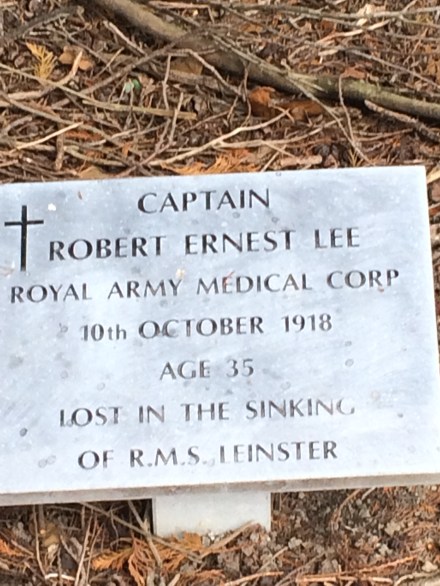 CAPTAIN
ROBERT ERNEST LEE
ROYAL ARMY MEDICAL CORP
10th OCTOBER 1918
AGE 35
LOST IN THE SINKING
OF R.M.S. LEINSTER